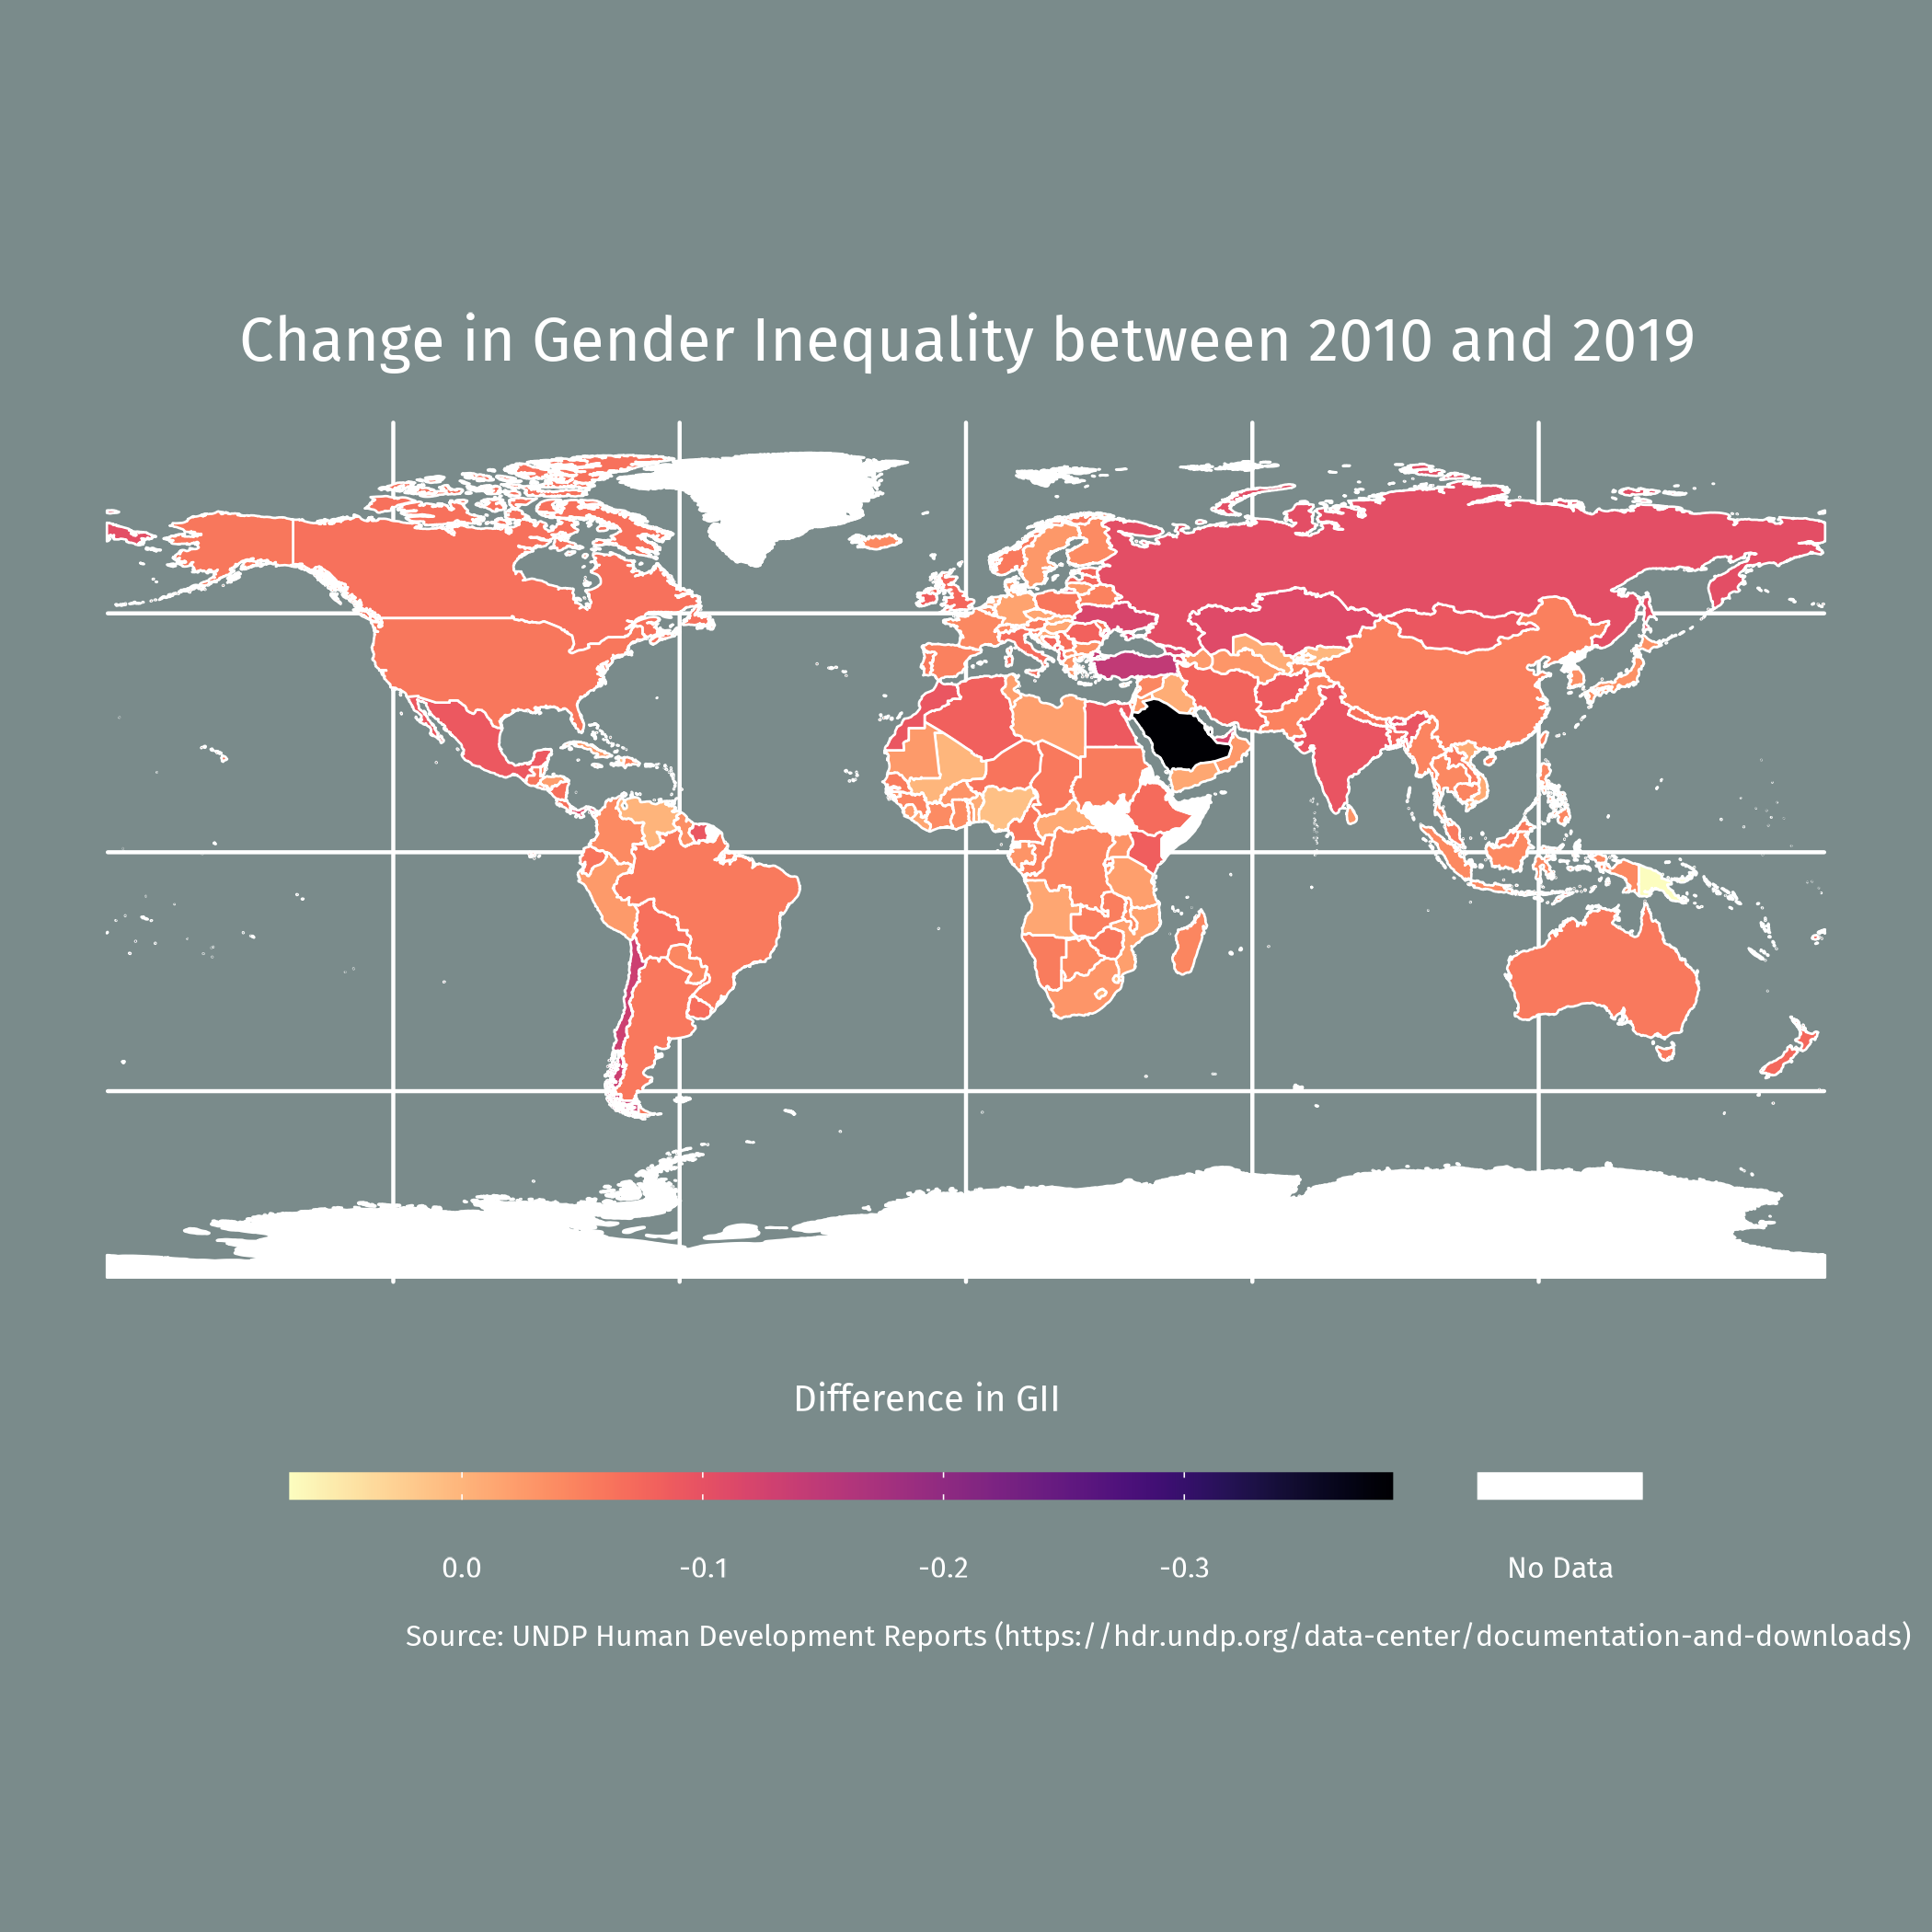 Change in Gender Inequality between 2010 and 2019
Difference in GII
0.0 -0.1 -0.2 -0.3 No Data
Source: UNDP Human Development Reports (https://hdr.undp.org/data-center/documentation-and-downloads)